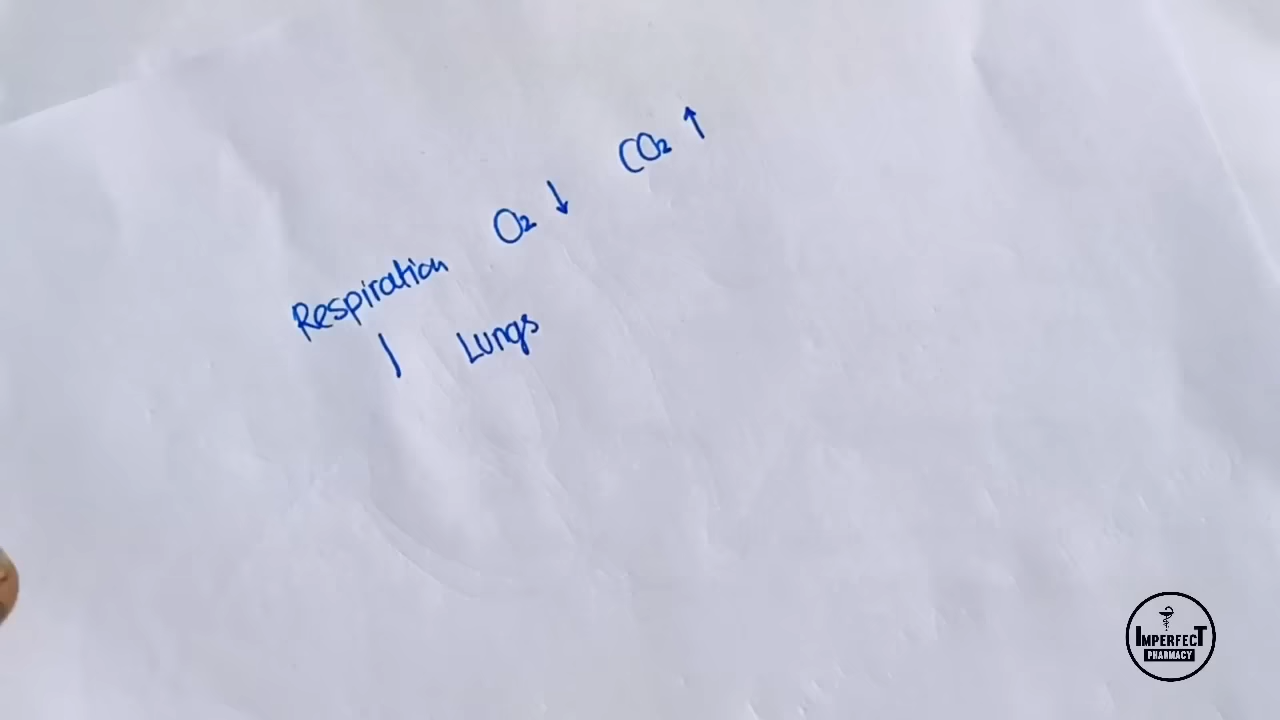 Respiration O₂ ↓ CO₂ ↑
Lungs
IMPERFECT
PHARMACY